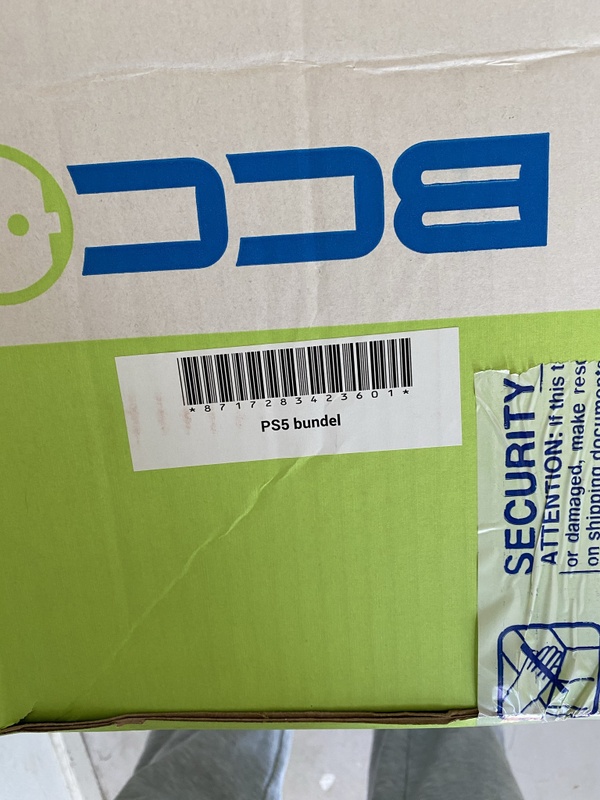 BCC
*8717283423601*
PS5 bundel
SECURITY
ATTENTION: If this
or damaged, make
on shipping